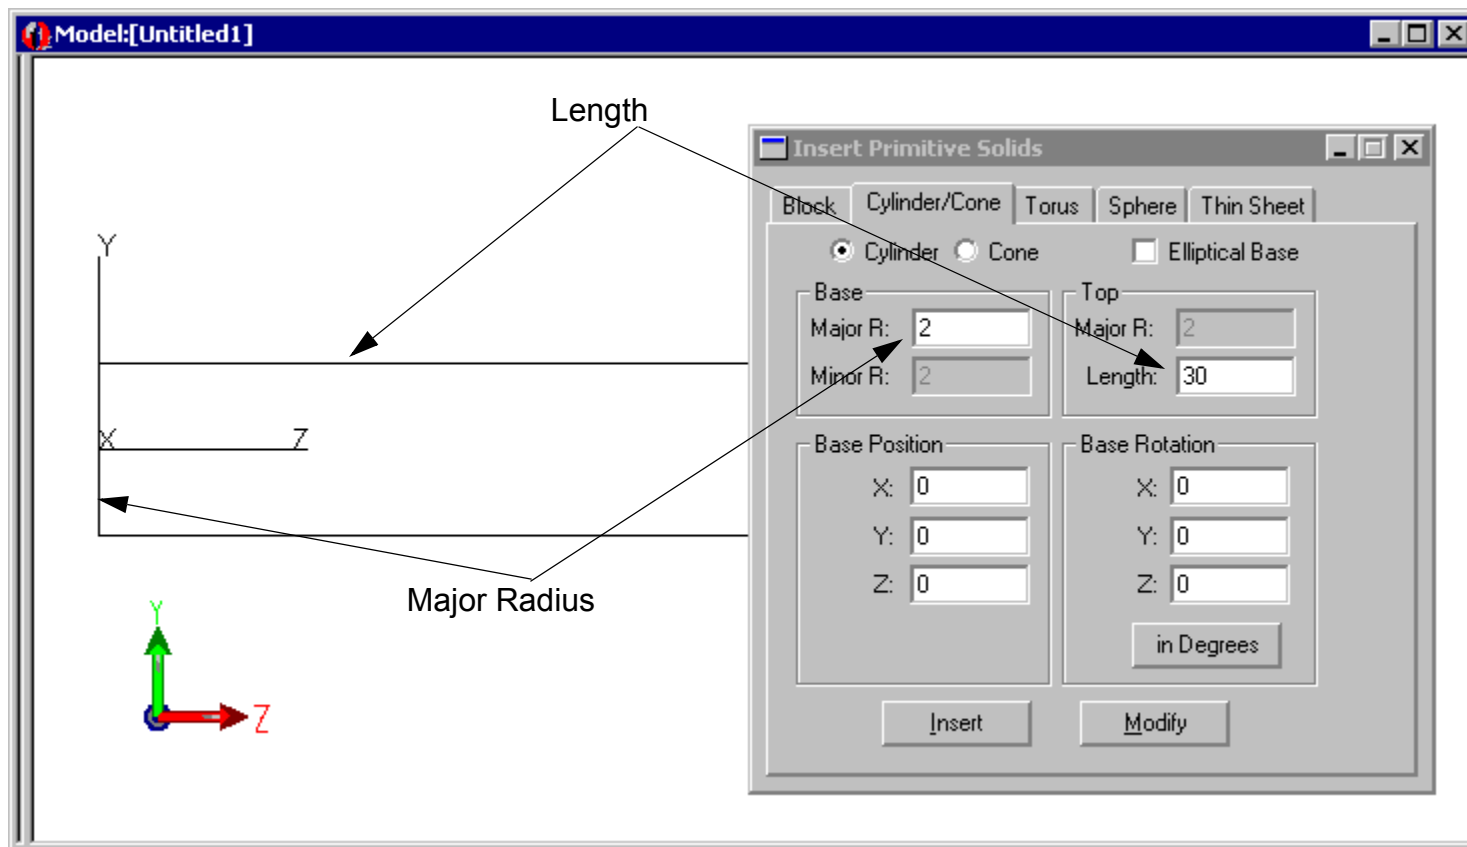 Model:[Untitled1]
Length
Insert Primitive Solids
Block Cylinder/Cone Torus Sphere Thin Sheet
Cylinder Cone Elliptical Base
Base Top
Major R: 2 Major R: 2
Minor R: 2 Length: 30
Base Position Base Rotation
X: 0 X: 0
Y: 0 Y: 0
Z: 0 Z: 0
in Degrees
Insert Modify
Y
X Z
Major Radius
Y
Z